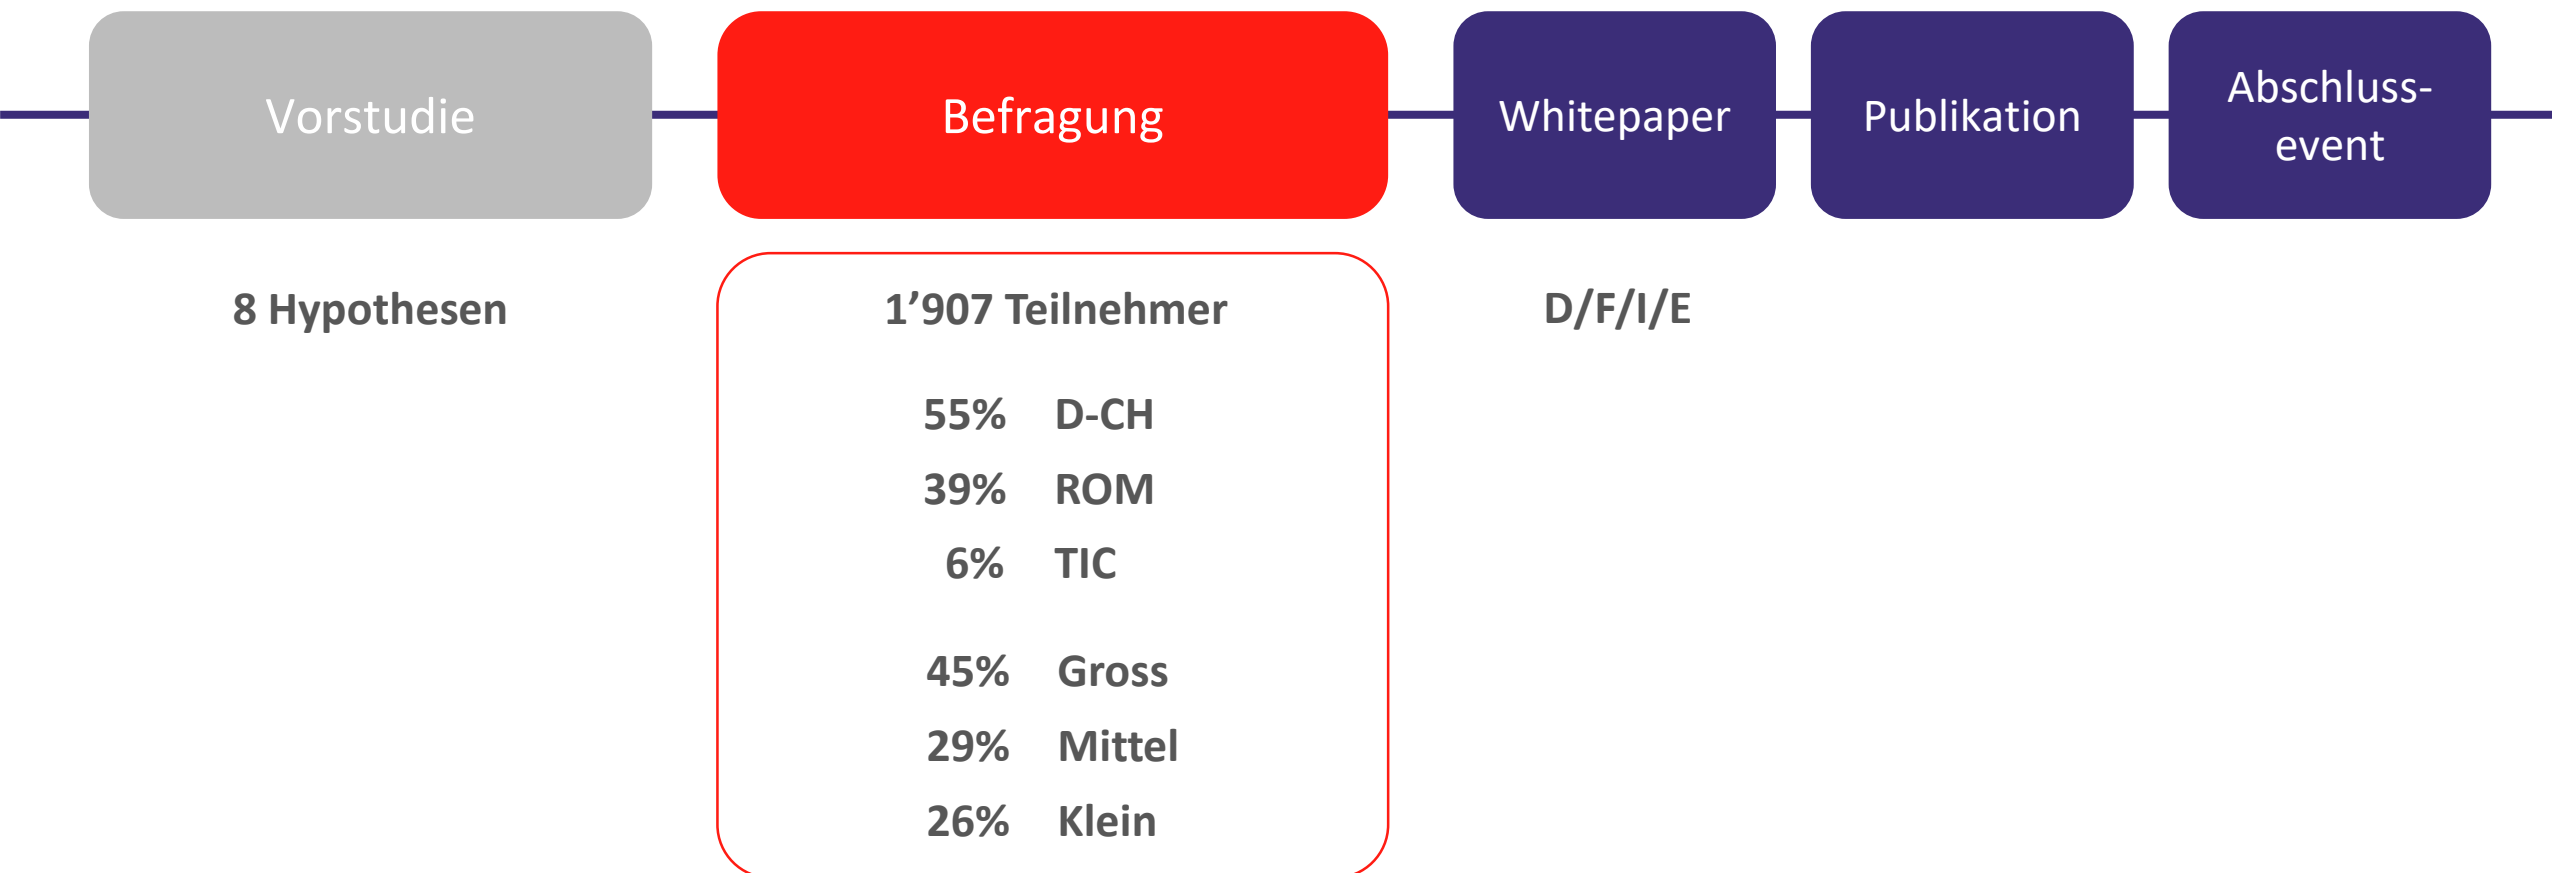 Vorstudie
Befragung
Whitepaper
Publikation
Abschluss-
event
8 Hypothesen
1’907 Teilnehmer
D/F/I/E
55% D-CH
39% ROM
6% TIC
45% Gross
29% Mittel
26% Klein